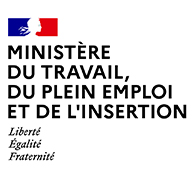 MINISTÈRE
DU TRAVAIL,
DU PLEIN EMPLOI
ET DE L'INSERTION
Liberté
Égalité
Fraternité